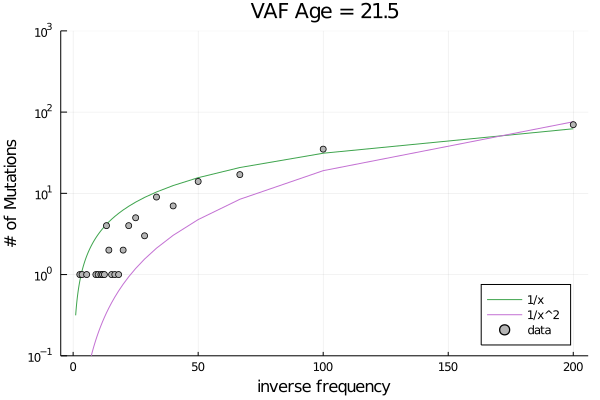 VAF Age = 21.5
# of Mutations
10^3
10^2
10^1
10^0
10^-1
0
50
100
150
200
inverse frequency
1/x
1/x^2
data